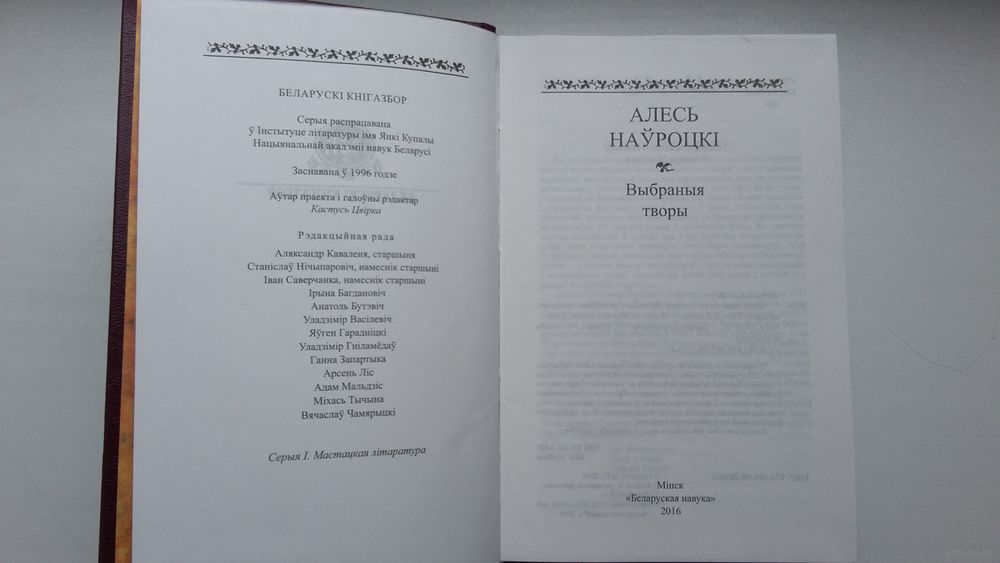 БЕЛАРУСКІ КНІГАЗБОР
Серыя распрацавана
ў Інстытуце літаратуры імя Янкі Купалы
Нацыянальнай акадэміі навук Беларусі
Заснавана ў 1996 годзе
Аўтар праекта і галоўны рэдактар
Кастусь Цвірка
Рэдакцыйная рада
Аляксандр Каваленя, старшыня
Станіслаў Нічыпаровіч, намеснік старшыні
Іван Саверчанка, намеснік старшыні
Ірына Багдановіч
Анатоль Бутэвіч
Уладзімір Васілевіч
Яўген Гарадніцкі
Уладзімір Гніламёдаў
Ганна Запартыка
Арсень Ліс
Адам Мальдзіс
Міхась Тычына
Вячаслаў Чамярыцкі
Серыя І. Мастацкая літаратура
АЛЕСЬ
НАЎРОЦКІ
Выбраныя
творы
Мінск
«Беларуская навука»
2016